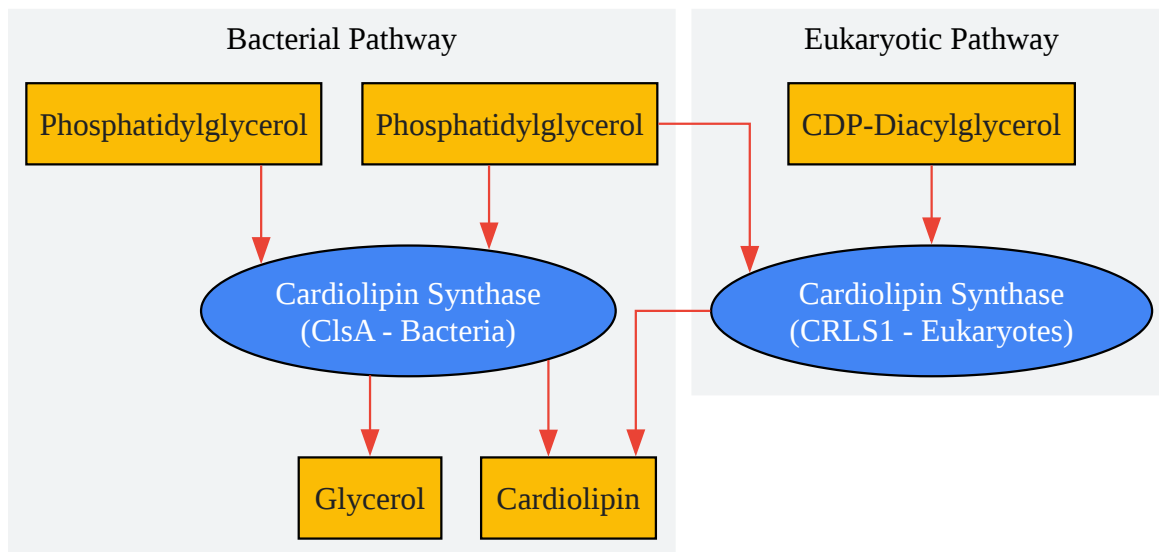 Bacterial Pathway
Eukaryotic Pathway
Phosphatidylglycerol
Phosphatidylglycerol
CDP-Diacylglycerol
Cardiolipin Synthase
(ClsA - Bacteria)
Cardiolipin Synthase
(CRLS1 - Eukaryotes)
Glycerol
Cardiolipin